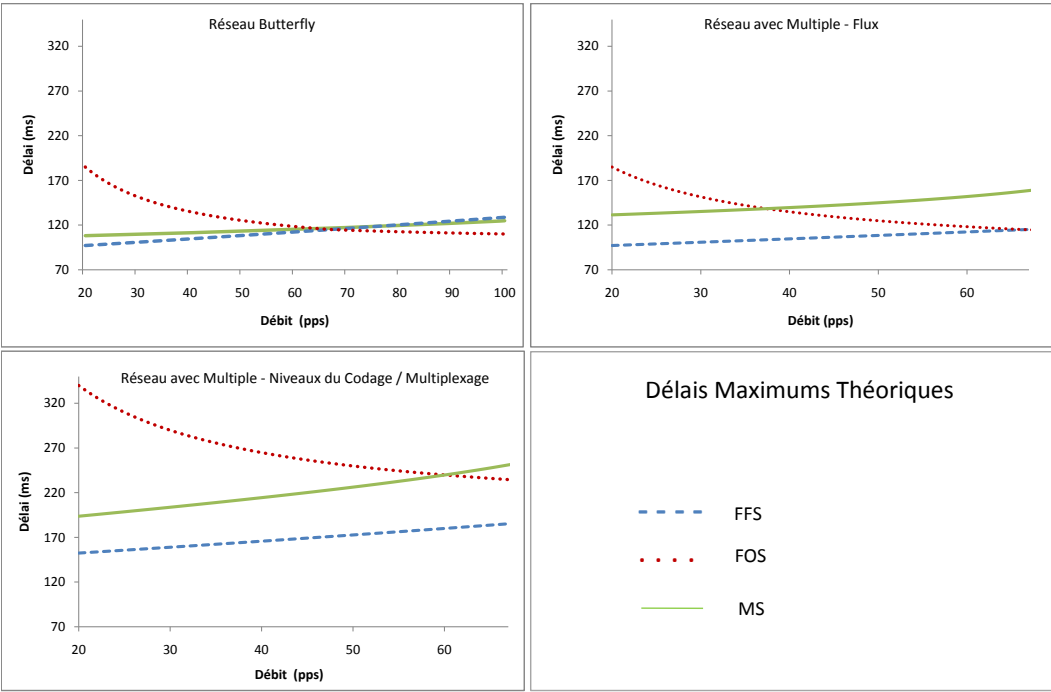 Réseau Butterfly
320
270
220
170
120
70
Délai (ms)
20 30 40 50 60 70 80 90 100
Débit (pps)
Réseau avec Multiple - Flux
320
270
220
170
120
70
Délai (ms)
20 30 40 50 60
Débit (pps)
Réseau avec Multiple - Niveaux du Codage / Multiplexage
320
270
220
170
120
70
Délai (ms)
20 30 40 50 60
Débit (pps)
Délais Maximums Théoriques
FFS
FOS
MS